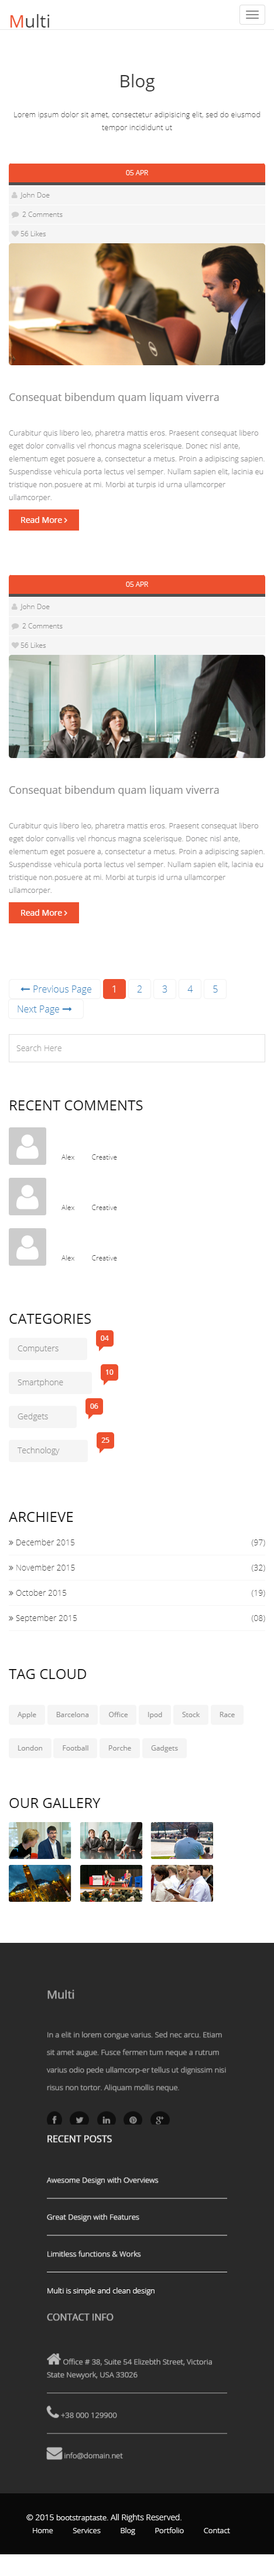 Multi
Blog
Lorem ipsum dolor sit amet, consectetur adipisicing elit, sed do eiusmod
tempor incididunt ut
05 APR
John Doe
2 Comments
56 Likes
Consequat bibendum quam liquam viverra
Curabitur quis libero leo, pharetra mattis eros. Praesent consequat libero
eget dolor convallis vel rhoncus magna scelerisque. Donec nisl ante,
elementum eget posuere a, consectetur a metus. Proin a adipiscing sapien.
Suspendisse vehicula porta lectus vel semper. Nullam sapien elit, lacinia eu
tristique non.posuere at mi. Morbi at turpis id urna ullamcorper
ullamcorper.
Read More
05 APR
John Doe
2 Comments
56 Likes
Consequat bibendum quam liquam viverra
Curabitur quis libero leo, pharetra mattis eros. Praesent consequat libero
eget dolor convallis vel rhoncus magna scelerisque. Donec nisl ante,
elementum eget posuere a, consectetur a metus. Proin a adipiscing sapien.
Suspendisse vehicula porta lectus vel semper. Nullam sapien elit, lacinia eu
tristique non.posuere at mi. Morbi at turpis id urna ullamcorper
ullamcorper.
Read More
Previous Page 1 2 3 4 5
Next Page
Search Here
RECENT COMMENTS
Alex Creative
Alex Creative
Alex Creative
CATEGORIES
Computers 04
Smartphone 10
Gedgets 06
Technology 25
ARCHIEVE
» December 2015 (97)
» November 2015 (32)
» October 2015 (19)
» September 2015 (08)
TAG CLOUD
Apple Barcelona Office Ipod Stock Race
London Football Porche Gadgets
OUR GALLERY
Multi
In a elit in lorem congue varius. Sed nec arcu. Etiam
sit amet augue. Fusce fermen tum neque a rutrum
varius odio pede ullamcorp-er tellus ut dignissim nisi
risus non tortor. Aliquam mollis neque.
RECENT POSTS
Awesome Design with Overviews
Great Design with Features
Limitless functions & Works
Multi is simple and clean design
CONTACT INFO
Office # 38, Suite 54 Elizebth Street, Victoria
State Newyork, USA 33026
+38 000 129900
info@domain.net
© 2015 bootstraptaste. All Rights Reserved.
Home Services Blog Portfolio Contact